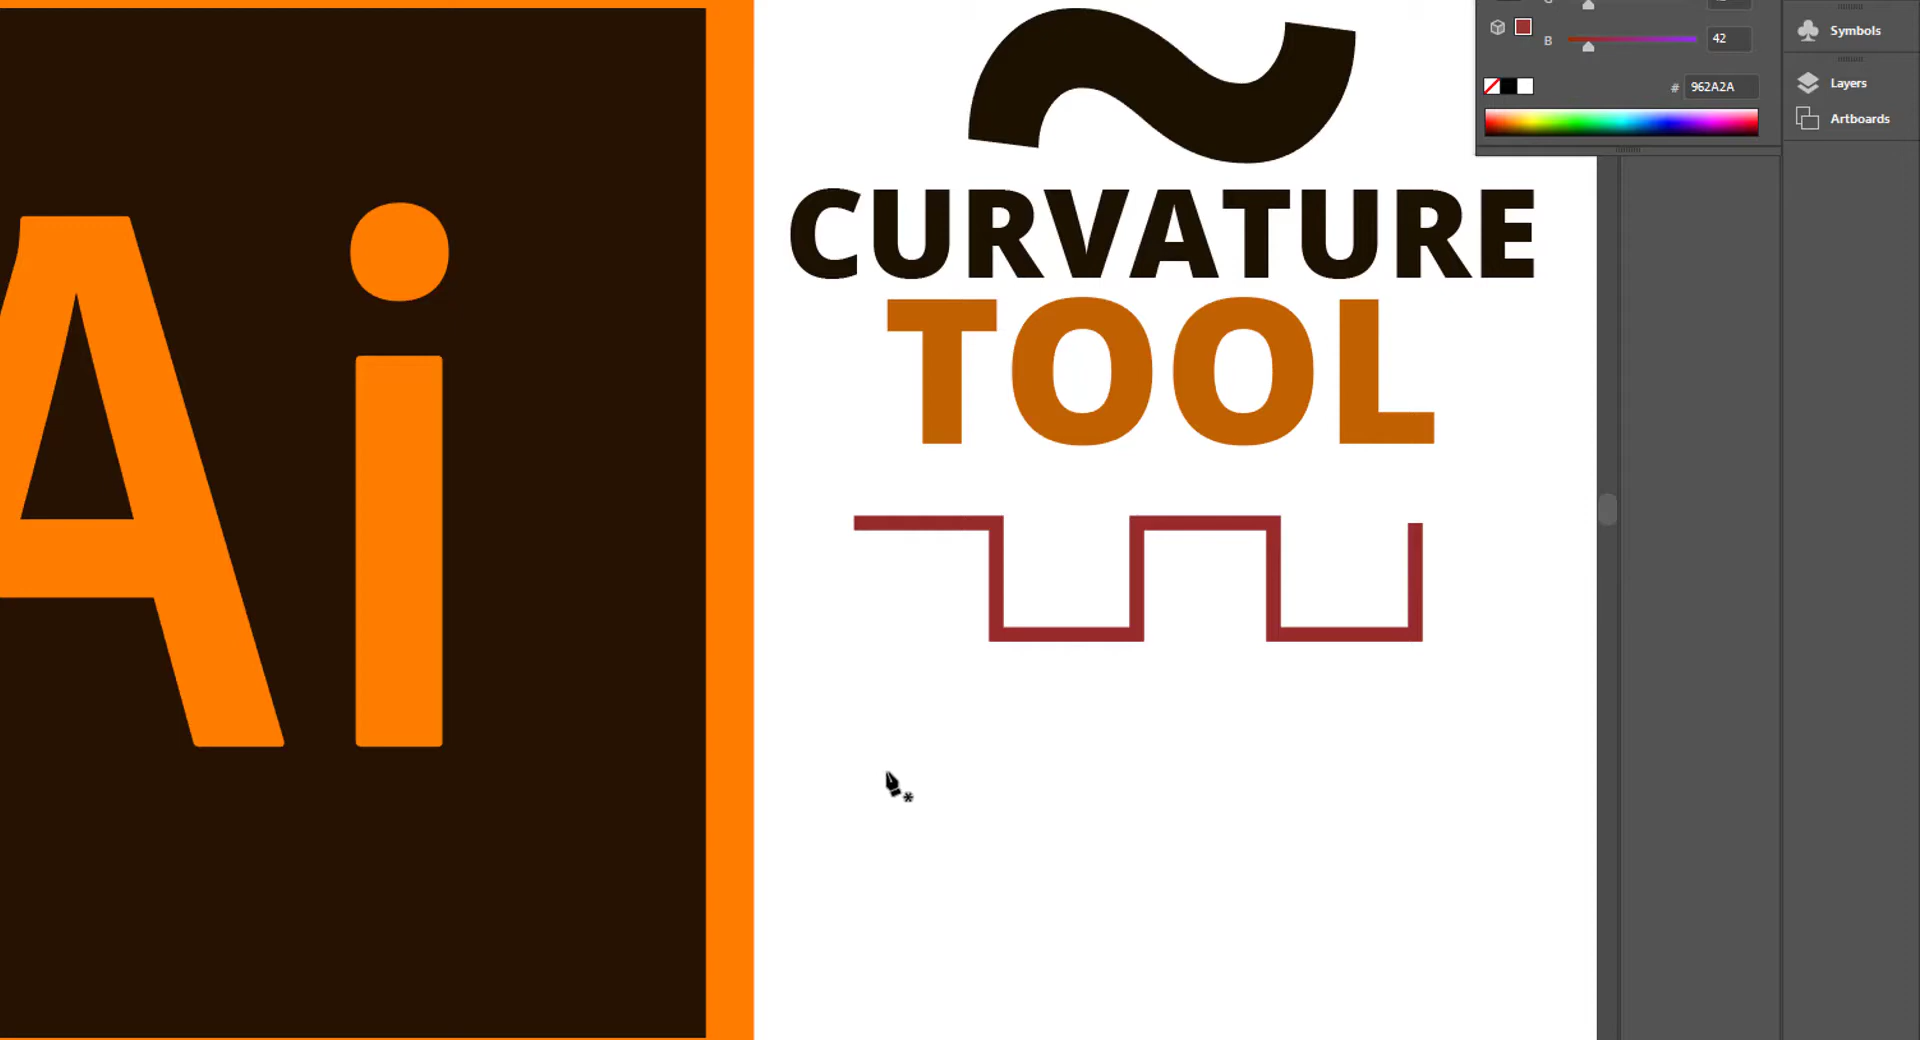 Ai
CURVATURE
TOOL
B 42
# 962A2A
Symbols
Layers
Artboards